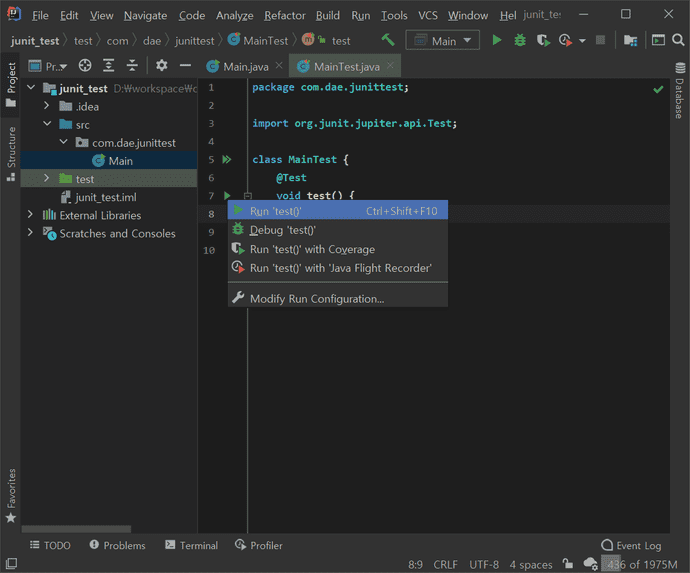 File Edit View Navigate Code Analyze Refactor Build Run Tools VCS Window Hel junit_t:
junit_test test com dae junittest MainTest test Main
Project
Structure
Favorites
Database
Pr...
Main.java MainTest.java
junit_test D:₩workspace₩c
.idea
src
com.dae.junittest
Main
test
junit_test.iml
External Libraries
Scratches and Consoles
1 package com.dae.junittest;
2
3 import org.junit.jupiter.api.Test;
4
5 class MainTest {
6 @Test
7 void test() {
8
9
10
Run 'test()' Ctrl+Shift+F10
Debug 'test()'
Run 'test()' with Coverage
Run 'test()' with 'Java Flight Recorder'
Modify Run Configuration...
TODO Problems Terminal Profiler Event Log
8:9 CRLF UTF-8 4 spaces 436 of 1975M